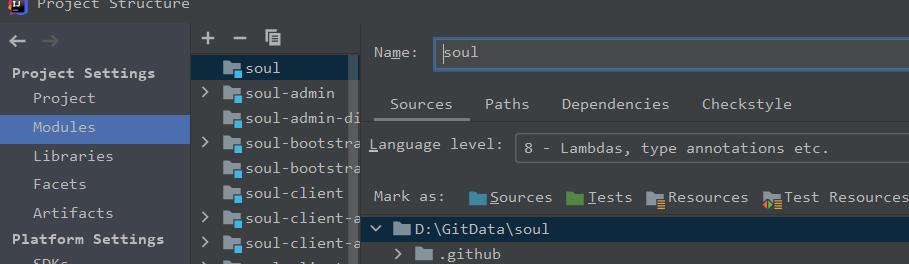 Project Structure
Project Settings
Project
Modules
Libraries
Facets
Artifacts
Platform Settings
SDKs
soul
soul-admin
soul-admin-di
soul-bootstra
soul-bootstra
soul-client
soul-client-a
soul-client-a
Name: soul
Sources Paths Dependencies Checkstyle
Language level: 8 - Lambdas, type annotations etc.
Mark as: Sources Tests Resources Test Resources
D:\GitData\soul
.github